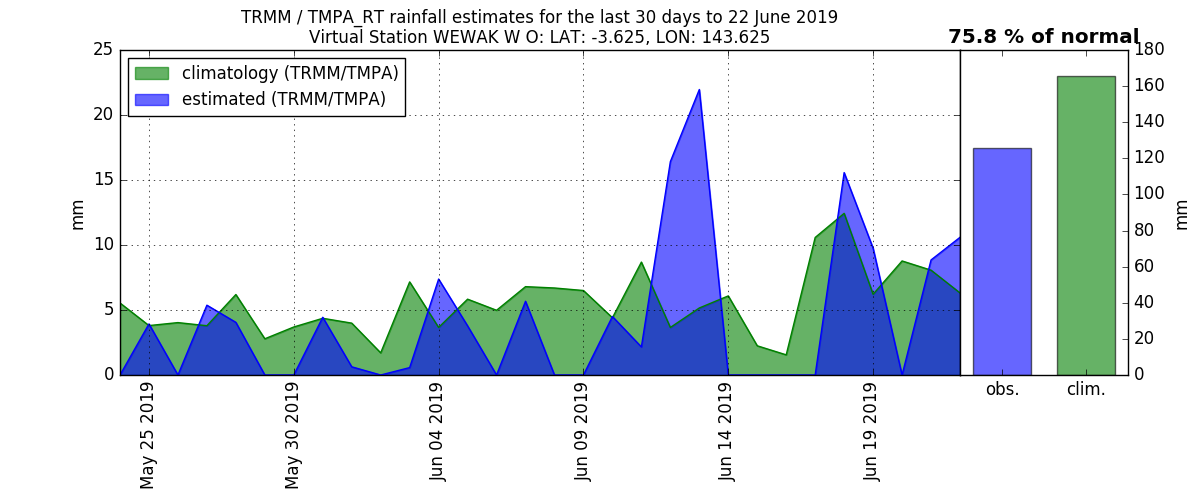 TRMM / TMPA_RT rainfall estimates for the last 30 days to 22 June 2019
Virtual Station WEWAK W O: LAT: -3.625, LON: 143.625
75.8 % of normal
climatology (TRMM/TMPA)
estimated (TRMM/TMPA)
25
20
15
10
5
0
mm
May 25 2019
May 30 2019
Jun 04 2019
Jun 09 2019
Jun 14 2019
Jun 19 2019
obs.
clim.
180
160
140
120
100
80
60
40
20
0
mm